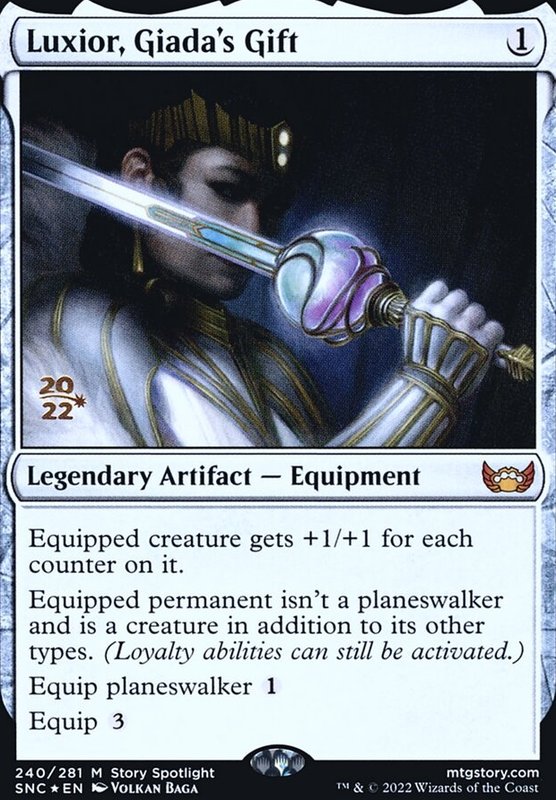 Luxior, Giada's Gift 1
20
22
Legendary Artifact — Equipment
Equipped creature gets +1/+1 for each
counter on it.
Equipped permanent isn't a planeswalker
and is a creature in addition to its other
types. (Loyalty abilities can still be activated.)
Equip planeswalker 1
Equip 3
240/281 M Story Spotlight mtgstory.com
SNC★EN VOLKAN BAGA ™ & © 2022 Wizards of the Coast